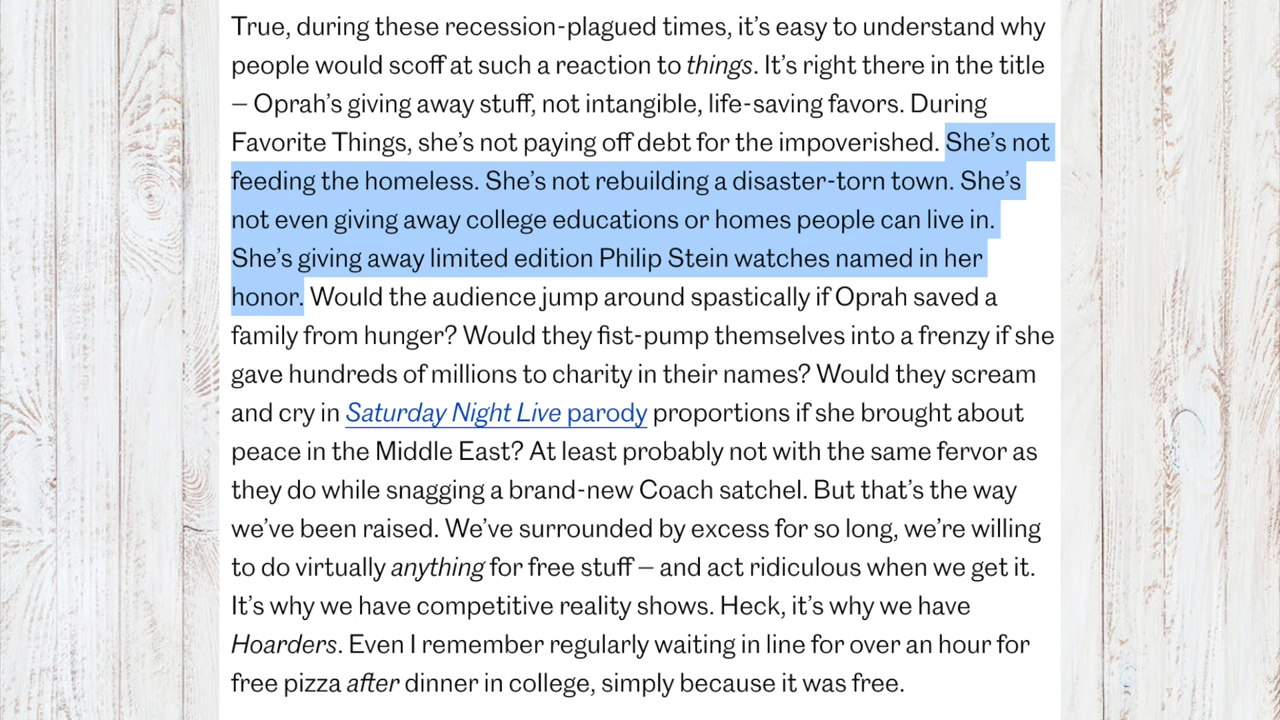 True, during these recession-plagued times, it’s easy to understand why
people would scoff at such a reaction to things. It’s right there in the title
– Oprah’s giving away stuff, not intangible, life-saving favors. During
Favorite Things, she’s not paying off debt for the impoverished. She’s not
feeding the homeless. She’s not rebuilding a disaster-torn town. She’s
not even giving away college educations or homes people can live in.
She’s giving away limited edition Philip Stein watches named in her
honor. Would the audience jump around spastically if Oprah saved a
family from hunger? Would they fist-pump themselves into a frenzy if she
gave hundreds of millions to charity in their names? Would they scream
and cry in Saturday Night Live parody proportions if she brought about
peace in the Middle East? At least probably not with the same fervor as
they do while snagging a brand-new Coach satchel. But that’s the way
we’ve been raised. We’ve surrounded by excess for so long, we’re willing
to do virtually anything for free stuff – and act ridiculous when we get it.
It’s why we have competitive reality shows. Heck, it’s why we have
Hoarders. Even I remember regularly waiting in line for over an hour for
free pizza after dinner in college, simply because it was free.